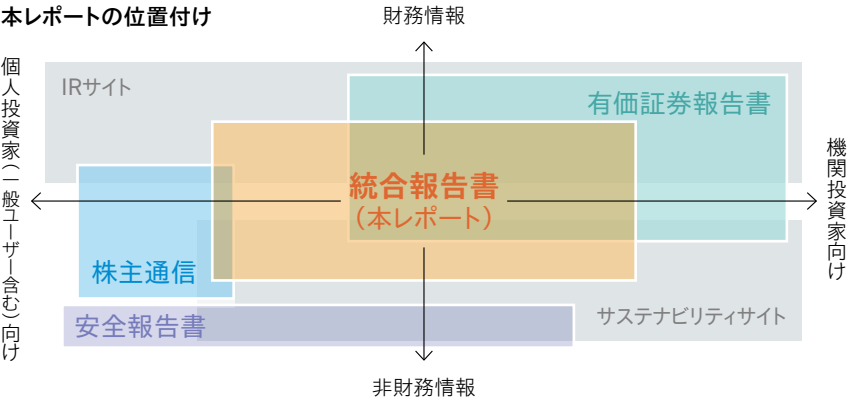 本レポートの位置付け
財務情報
個人投資家（一般ユーザー含む）向け
IRサイト
有価証券報告書
機関投資家向け
統合報告書
（本レポート）
株主通信
安全報告書
サステナビリティサイト
非財務情報